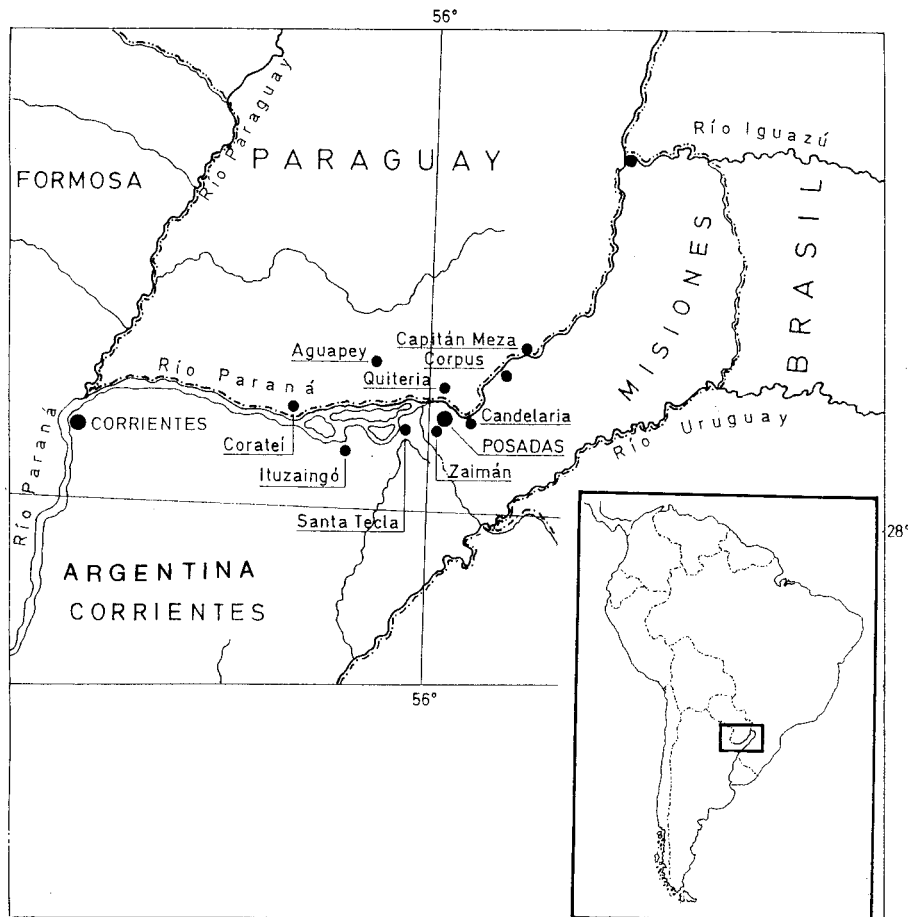 56°
Río Paraguay
PARAGUAY
Río Iguazú
FORMOSA
MISIONES
BRASIL
Capitán Meza
Corpus
Aguapey
Río Paraná
Quiteria
Candelaria
Río Uruguay
Río Paraná
CORRIENTES
Corateí
POSADAS
Ituzaingó
Zaimán
Santa Tecla
28°
ARGENTINA
CORRIENTES
56°